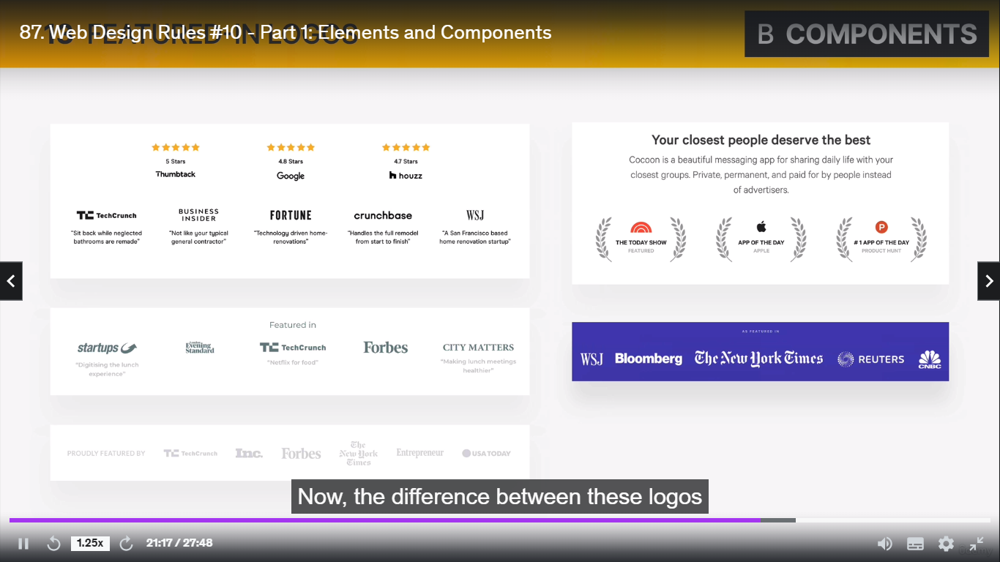 87. Web Design Rules #10 - Part 1: Elements and Components
FEATURED IN LOGOS
B COMPONENTS
5 Stars
4.8 Stars
4.7 Stars
Thumbtack
Google
houzz
TechCrunch
BUSINESS
INSIDER
FORTUNE
crunchbase
WSJ
"Sit back while neglected
bathrooms are remade"
"Not like your typical
general contractor"
"Technology driven home-
renovations"
"Handles the full remodel
from start to finish"
"A San Francisco based
home renovation startup"
Your closest people deserve the best
Cocoon is a beautiful messaging app for sharing daily life with your
closest groups. Private, permanent, and paid for by people instead
of advertisers.
THE TODAY SHOW
FEATURED
APP OF THE DAY
APPLE
P
#1 APP OF THE DAY
PRODUCT HUNT
Featured in
startups
"Digitising the lunch
experience"
London
Evening
Standard
TechCrunch
"Netflix for food"
Forbes
CITY MATTERS
"Making lunch meetings
healthier"
AS FEATURED IN
WSJ
Bloomberg
The New York Times
REUTERS
CNBC
PROUDLY FEATURED BY
TechCrunch
Inc.
Forbes
The
New York
Times
Entrepreneur
USA TODAY
Now, the difference between these logos
1.25x
21:17 / 27:48